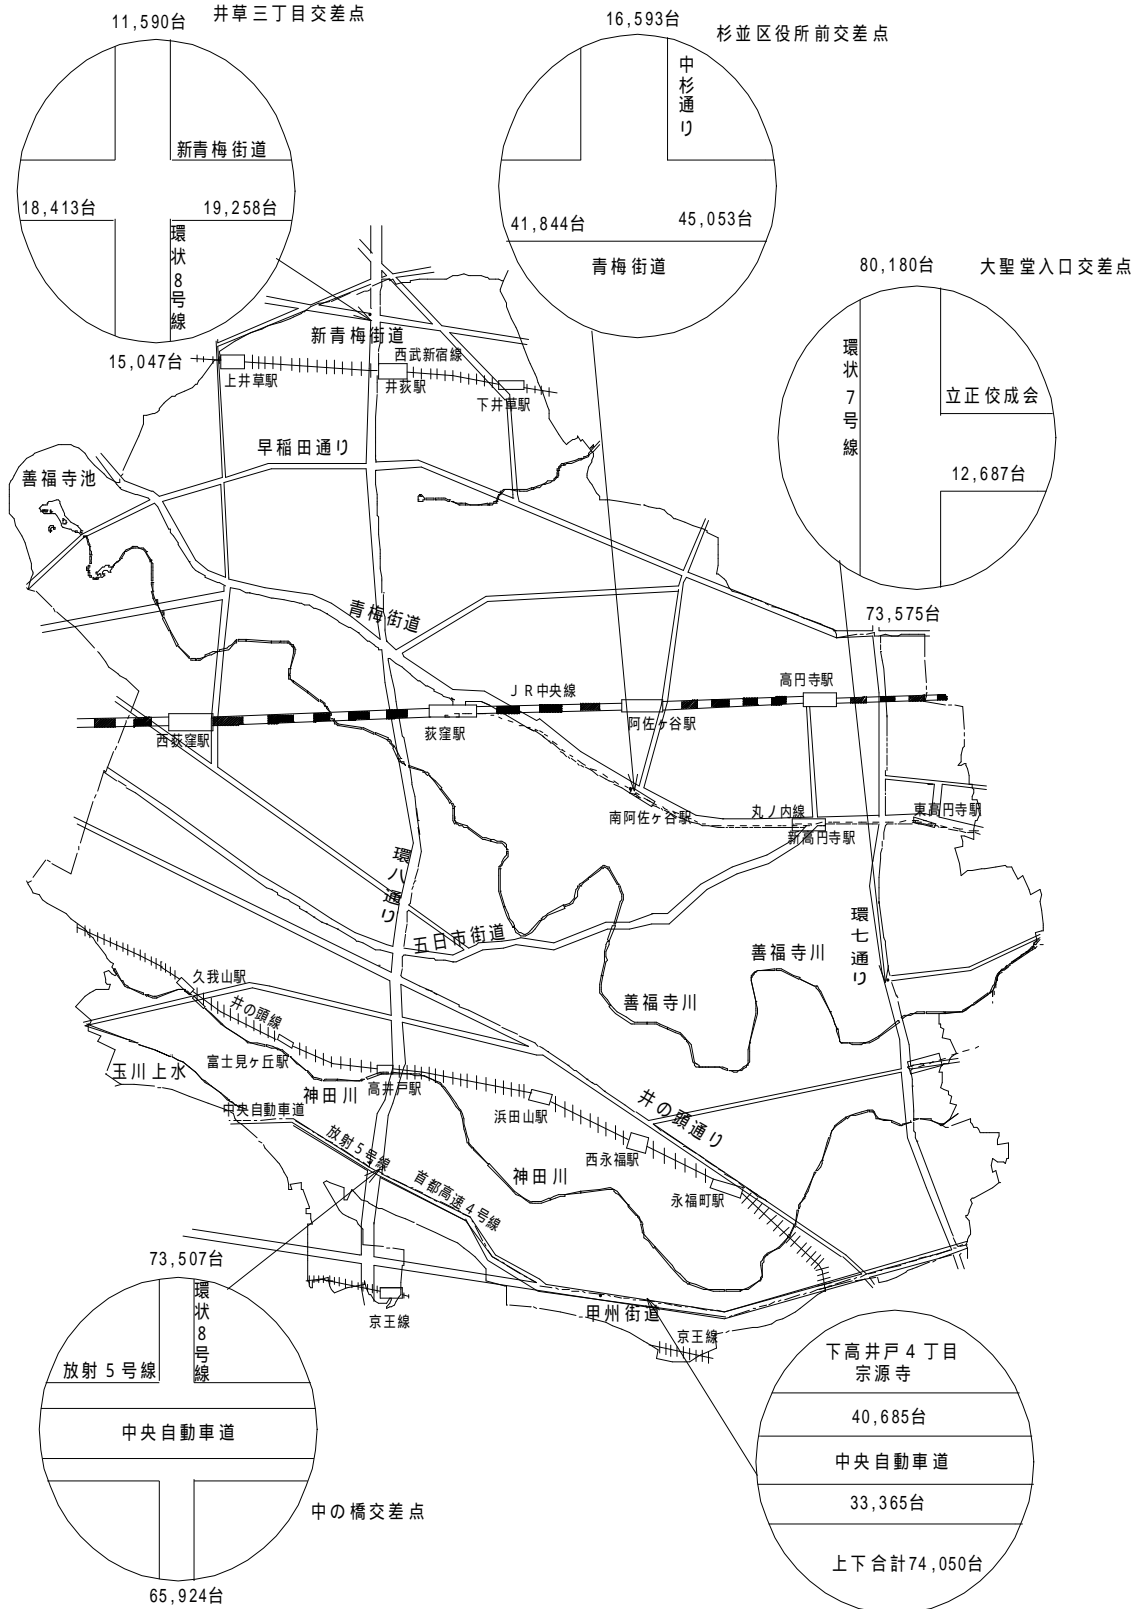 11,590台
井草三丁目交差点
新青梅街道
18,413台
19,258台
環状8号線
15,047台
16,593台
杉並区役所前交差点
中杉通り
41,844台
45,053台
青梅街道
80,180台
大聖堂入口交差点
環状7号線
立正佼成会
12,687台
73,575台
新青梅街道
西武新宿線
上井草駅
井荻駅
下井草駅
早稲田通り
善福寺池
青梅街道
JR中央線
高円寺駅
阿佐ヶ谷駅
荻窪駅
西荻窪駅
南阿佐ヶ谷駅
丸ノ内線
新高円寺駅
東高円寺駅
環八通り
五日市街道
環七通り
善福寺川
善福寺川
久我山駅
井の頭線
富士見ヶ丘駅
高井戸駅
玉川上水
神田川
中央自動車道
浜田山駅
井の頭通り
西永福駅
永福町駅
放射5号線
首都高速4号線
神田川
甲州街道
京王線
京王線
73,507台
環状8号線
放射5号線
中央自動車道
中の橋交差点
65,924台
下高井戸4丁目
宗源寺
40,685台
中央自動車道
33,365台
上下合計74,050台